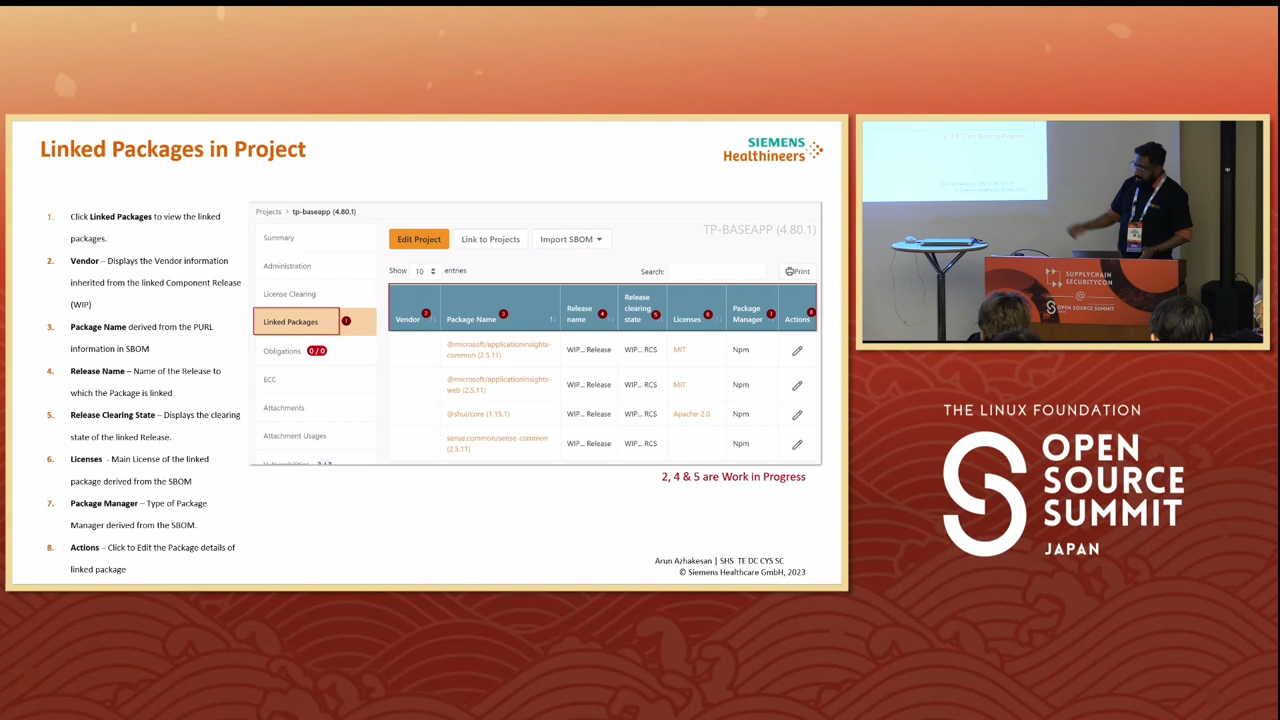 Linked Packages in Project
SIEMENS
Healthineers
1. Click Linked Packages to view the linked
packages.
2. Vendor – Displays the Vendor information
inherited from the linked Component Release
(WIP)
3. Package Name derived from the PURL
information in SBOM
4. Release Name – Name of the Release to
which the Package is linked
5. Release Clearing State – Displays the clearing
state of the linked Release.
6. Licenses - Main License of the linked
package derived from the SBOM
7. Package Manager – Type of Package
Manager derived from the SBOM.
8. Actions – Click to Edit the Package details of
linked package
Projects > tp-baseapp (4.80.1)
Summary
Administration
License Clearing
Linked Packages 1
Obligations 0 / 0
ECC
Attachments
Attachment Usages
Edit Project Link to Projects Import SBOM
TP-BASEAPP (4.80.1)
Show 10 entries Search: Print
Vendor 2 Package Name 3 Release name 4 Release clearing state 5 Licenses 6 Package Manager 7 Actions 8
@microsoft/applicationinsights-
common (2.5.11) WIP... Release WIP... RCS MIT Npm
@microsoft/applicationinsights-
web (2.5.11) WIP... Release WIP... RCS MIT Npm
@shui/core (1.15.1) WIP... Release WIP... RCS Apache-2.0 Npm
sense.common/sense-common
(2.5.11) WIP... Release WIP... RCS Npm
2, 4 & 5 are Work in Progress
Arun Azhakesan | SHS TE DC CYS SC
© Siemens Healthcare GmbH, 2023
SUPPLYCHAIN
SECURITYCON
@
OPEN SOURCE SUMMIT
THE LINUX FOUNDATION
OPEN
SOURCE
SUMMIT
JAPAN